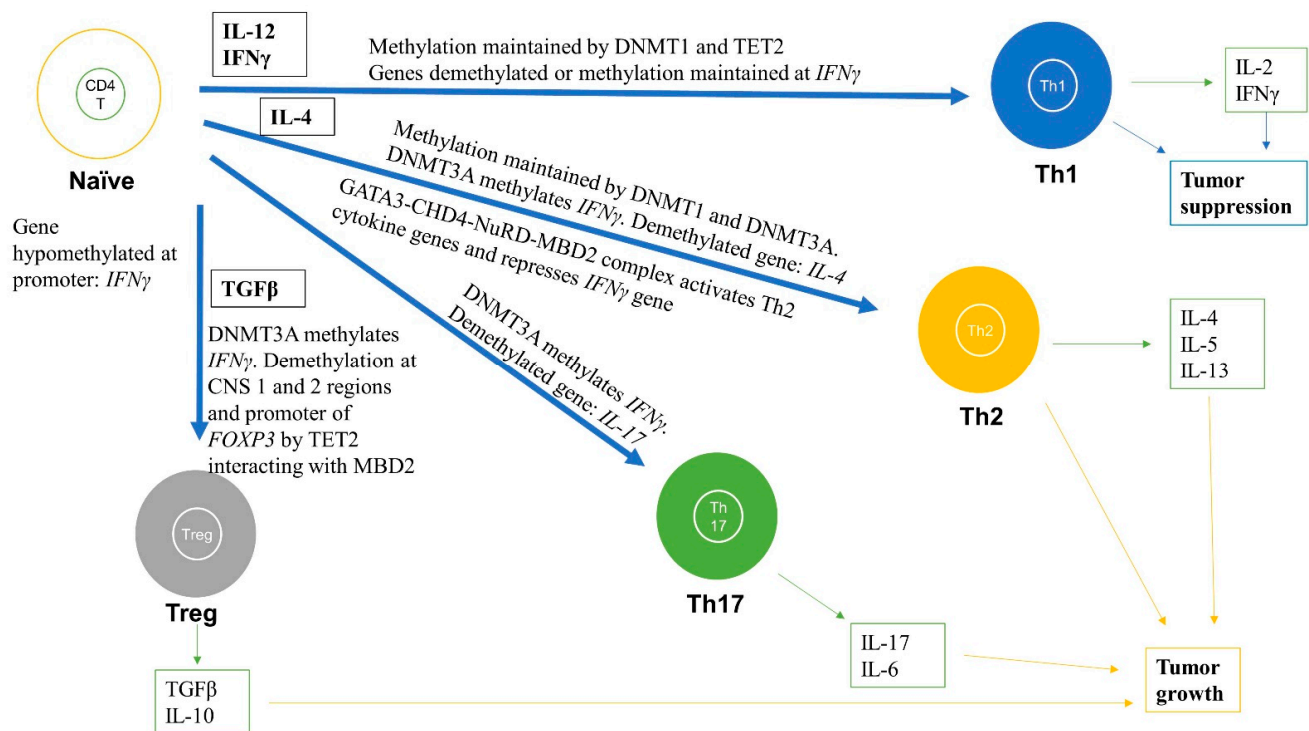 CD4
T
Naïve
Gene
hypomethylated at
promoter: IFNγ
IL-12
IFNγ
Methylation maintained by DNMT1 and TET2
Genes demethylated or methylation maintained at IFNγ
Th1
Th1
IL-2
IFNγ
Tumor
suppression
IL-4
Methylation maintained by DNMT1 and DNMT3A.
DNMT3A methylates IFNγ. Demethylated gene: IL-4
GATA3-CHD4-NuRD-MBD2 complex activates Th2
cytokine genes and represses IFNγ gene
Th2
Th2
IL-4
IL-5
IL-13
DNMT3A methylates IFNγ.
Demethylated gene: IL-17
Th
17
Th17
IL-17
IL-6
TGFβ
DNMT3A methylates
IFNγ. Demethylation at
CNS 1 and 2 regions
and promoter of
FOXP3 by TET2
interacting with MBD2
Treg
Treg
TGFβ
IL-10
Tumor
growth